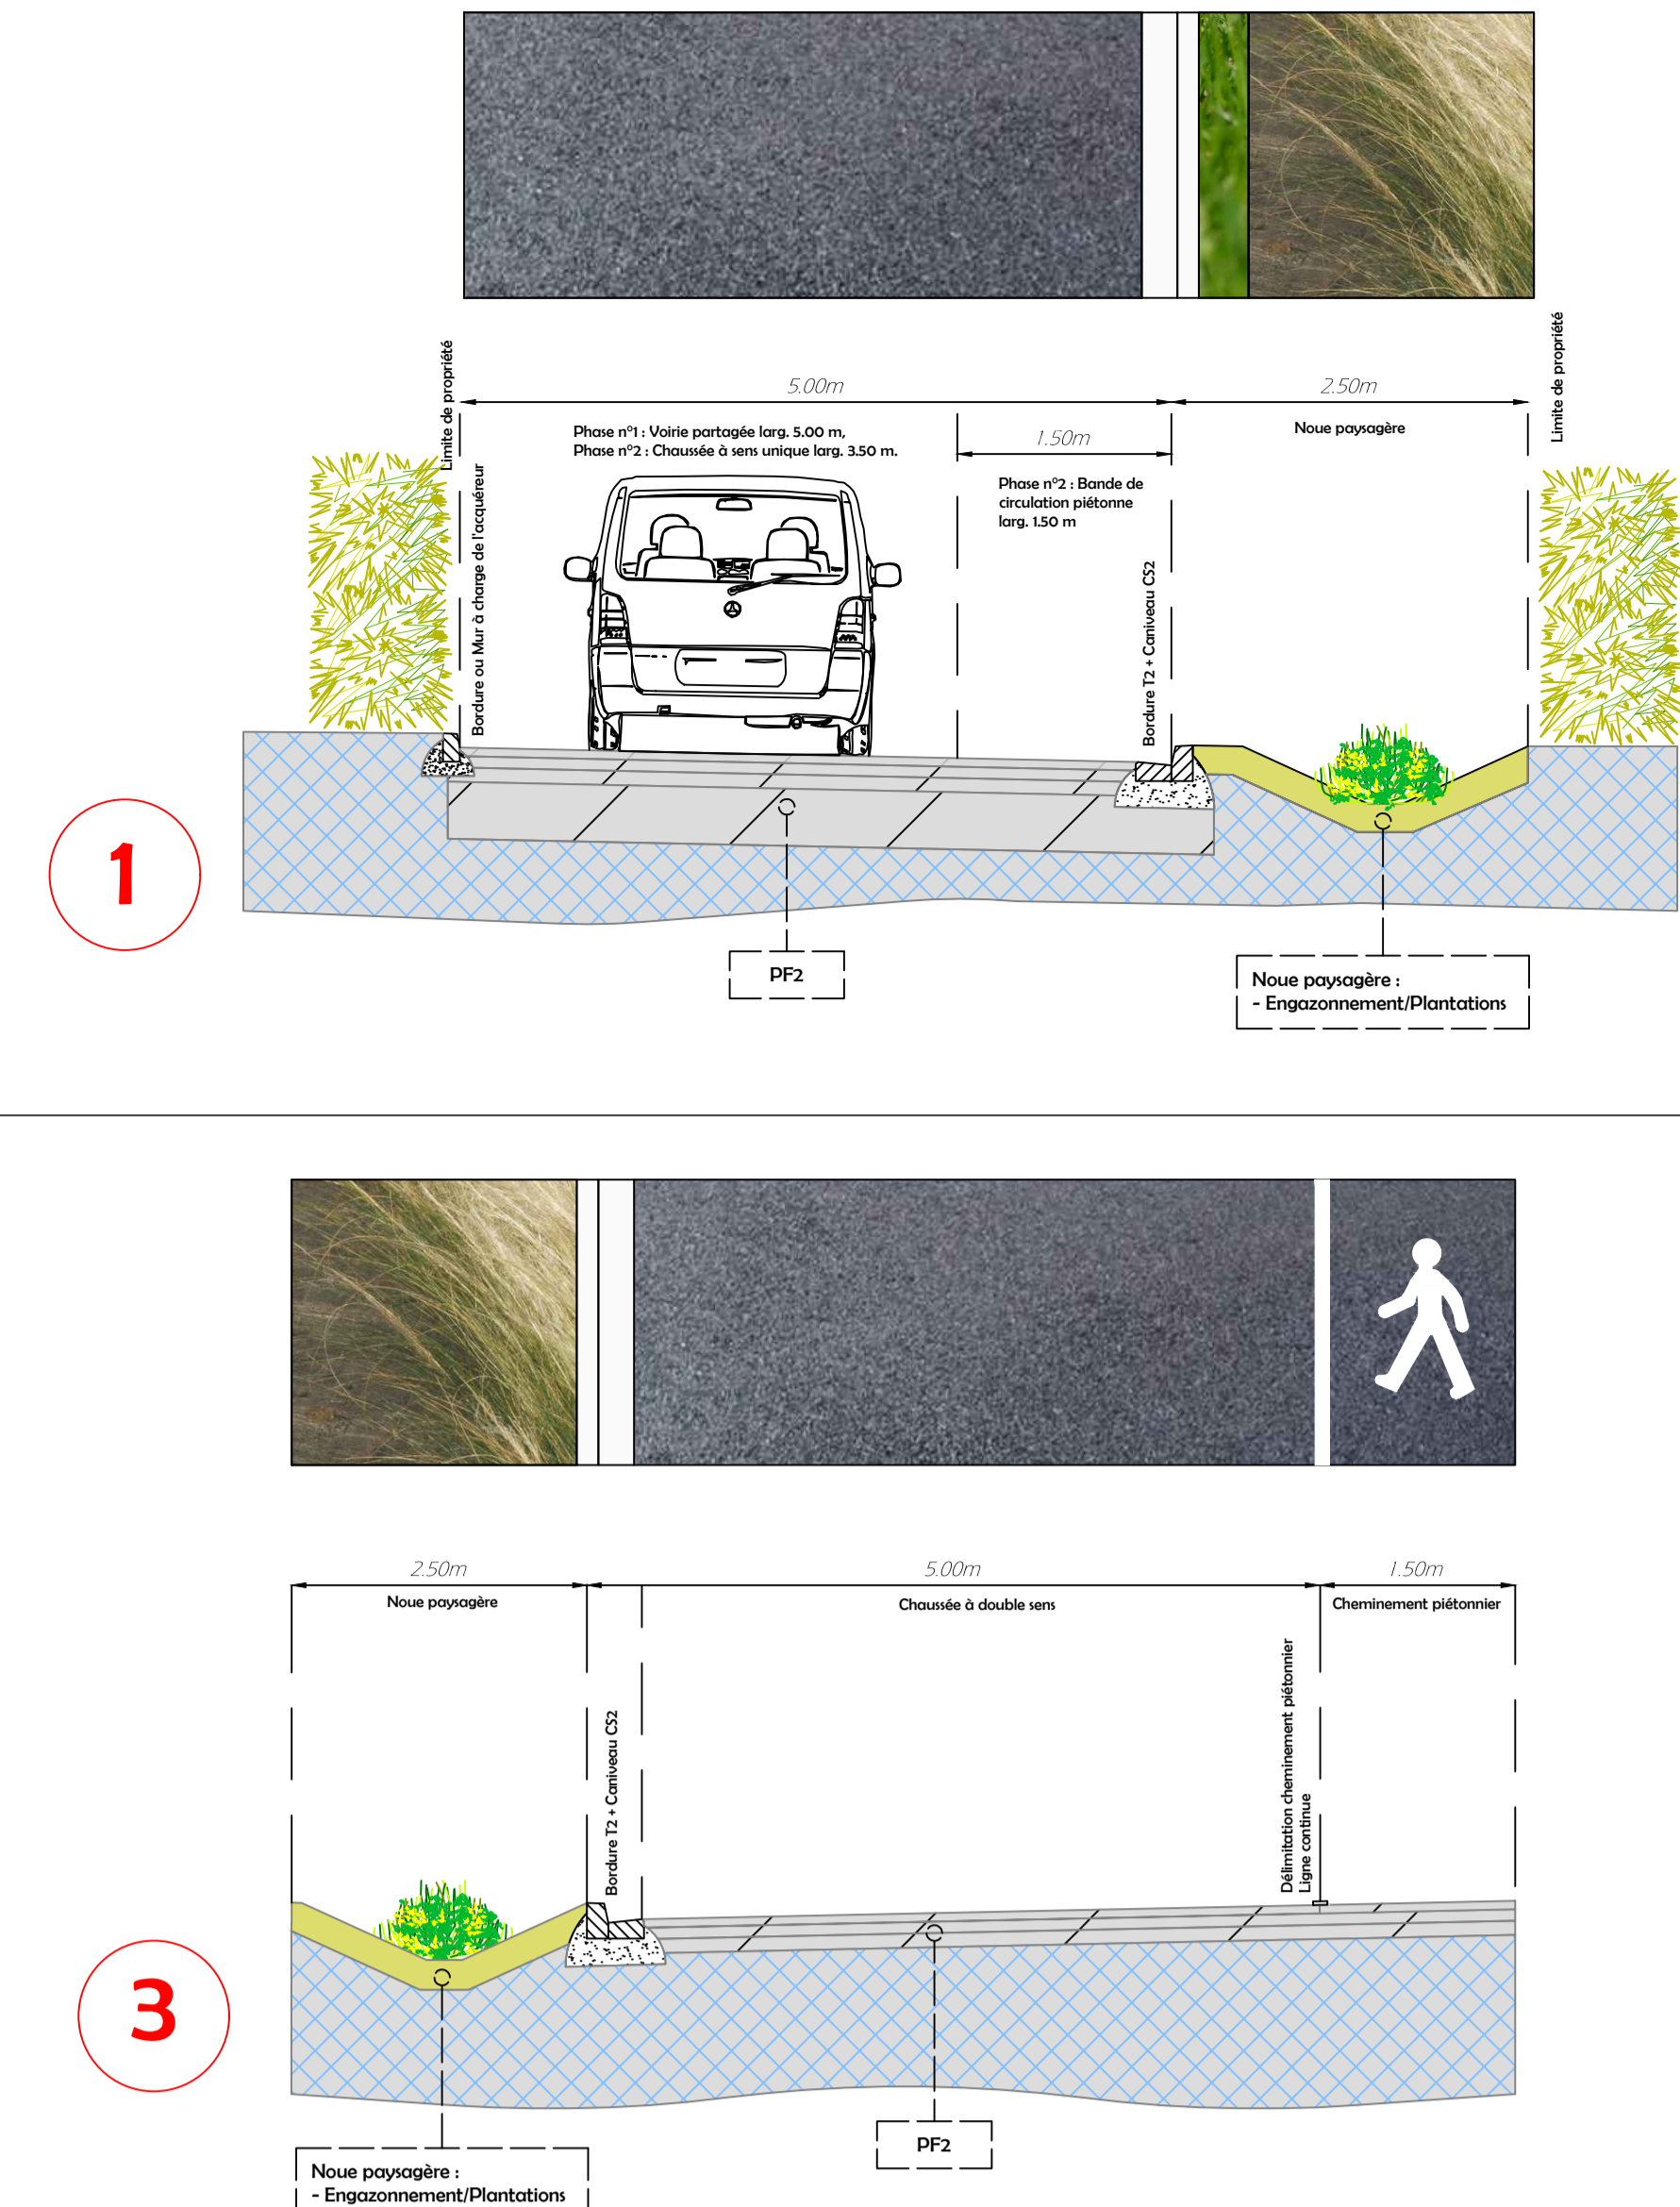 Limite de propriété
5.00m
2.50m
Limite de propriété
Phase n°1 : Voirie partagée larg. 5.00 m,
Phase n°2 : Chaussée à sens unique larg. 3.50 m.
1.50m
Noue paysagère
Phase n°2 : Bande de
circulation piétonne
larg. 1.50 m
Bordure ou Mur à charge de l'acquéreur
Bordure T2 + Caniveau CS2
1
PF2
Noue paysagère :
- Engazonnement/Plantations
2.50m
5.00m
1.50m
Noue paysagère
Chaussée à double sens
Cheminement piétonnier
Bordure T2 + Caniveau CS2
Délimitation cheminement piétonnier
Ligne continue
3
PF2
Noue paysagère :
- Engazonnement/Plantations